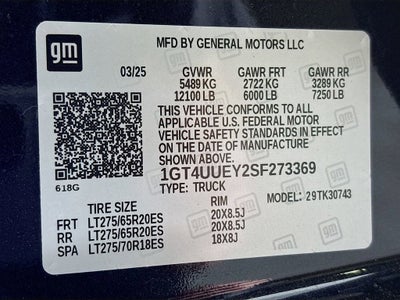 gm
MFD BY GENERAL MOTORS LLC
03/25 GVWR GAWR FRT GAWR RR
5489 KG 2722 KG 3289 KG
12100 LB 6000 LB 7250 LB
THIS VEHICLE CONFORMS TO ALL
APPLICABLE U.S. FEDERAL MOTOR
VEHICLE SAFETY STANDARDS IN EFFECT
ON THE DATE OF MANUFACTURE
SHOWN ABOVE.
618G
1GT4UUEY2SF273369
TYPE: TRUCK MODEL: 29TK30743
TIRE SIZE RIM
FRT LT275/65R20ES 20X8.5J
RR LT275/65R20ES 20X8.5J
SPA LT275/70R18ES 18X8J